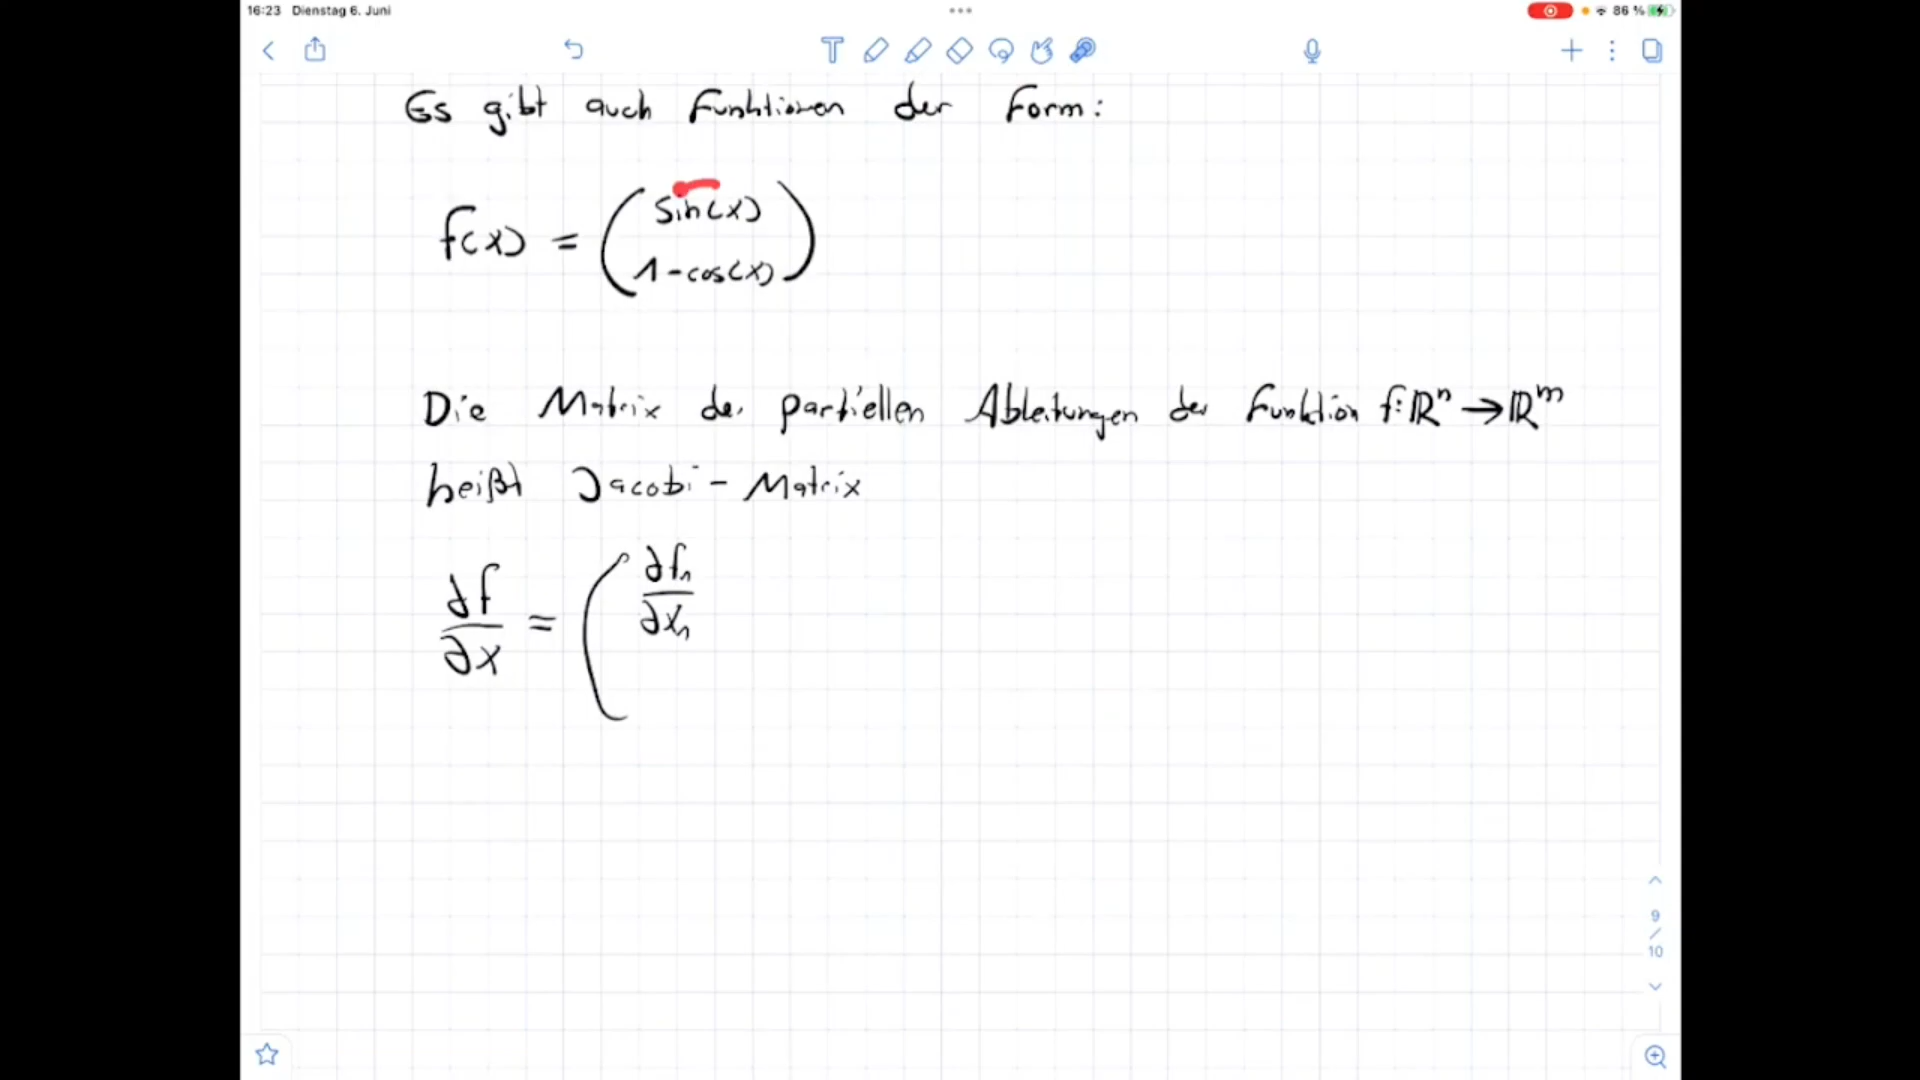 16:23 Dienstag 6. Juni
86 %
Es gibt auch Funktionen der Form:
f(x) = ( sin(x)
1-cos(x) )
Die Matrix der partiellen Ableitungen der Funktion f: ℝⁿ → ℝᵐ
heißt Jacobi-Matrix
∂f/∂x = ( ∂f₁/∂x₁
9
/
10